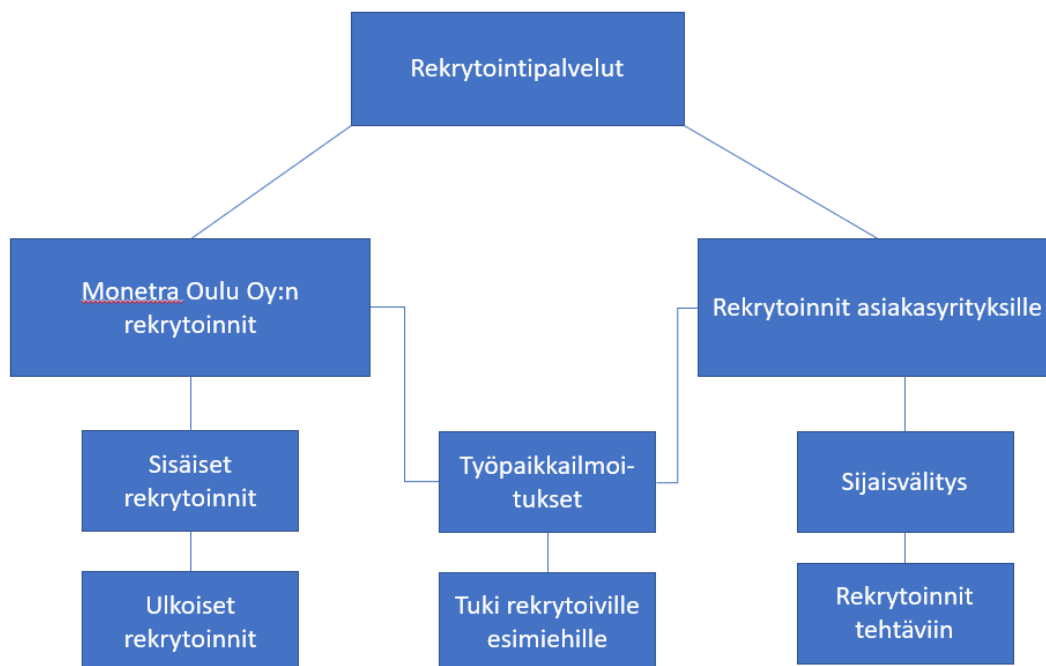 Rekrytointipalvelut
Monetra Oulu Oy:n
rekrytoinnit
Rekrytoinnit asiakasyrityksille
Sisäiset
rekrytoinnit
Työpaikkailmoi-
tukset
Sijaisvälitys
Ulkoiset
rekrytoinnit
Tuki rekrytoiville
esimiehille
Rekrytoinnit
tehtäviin